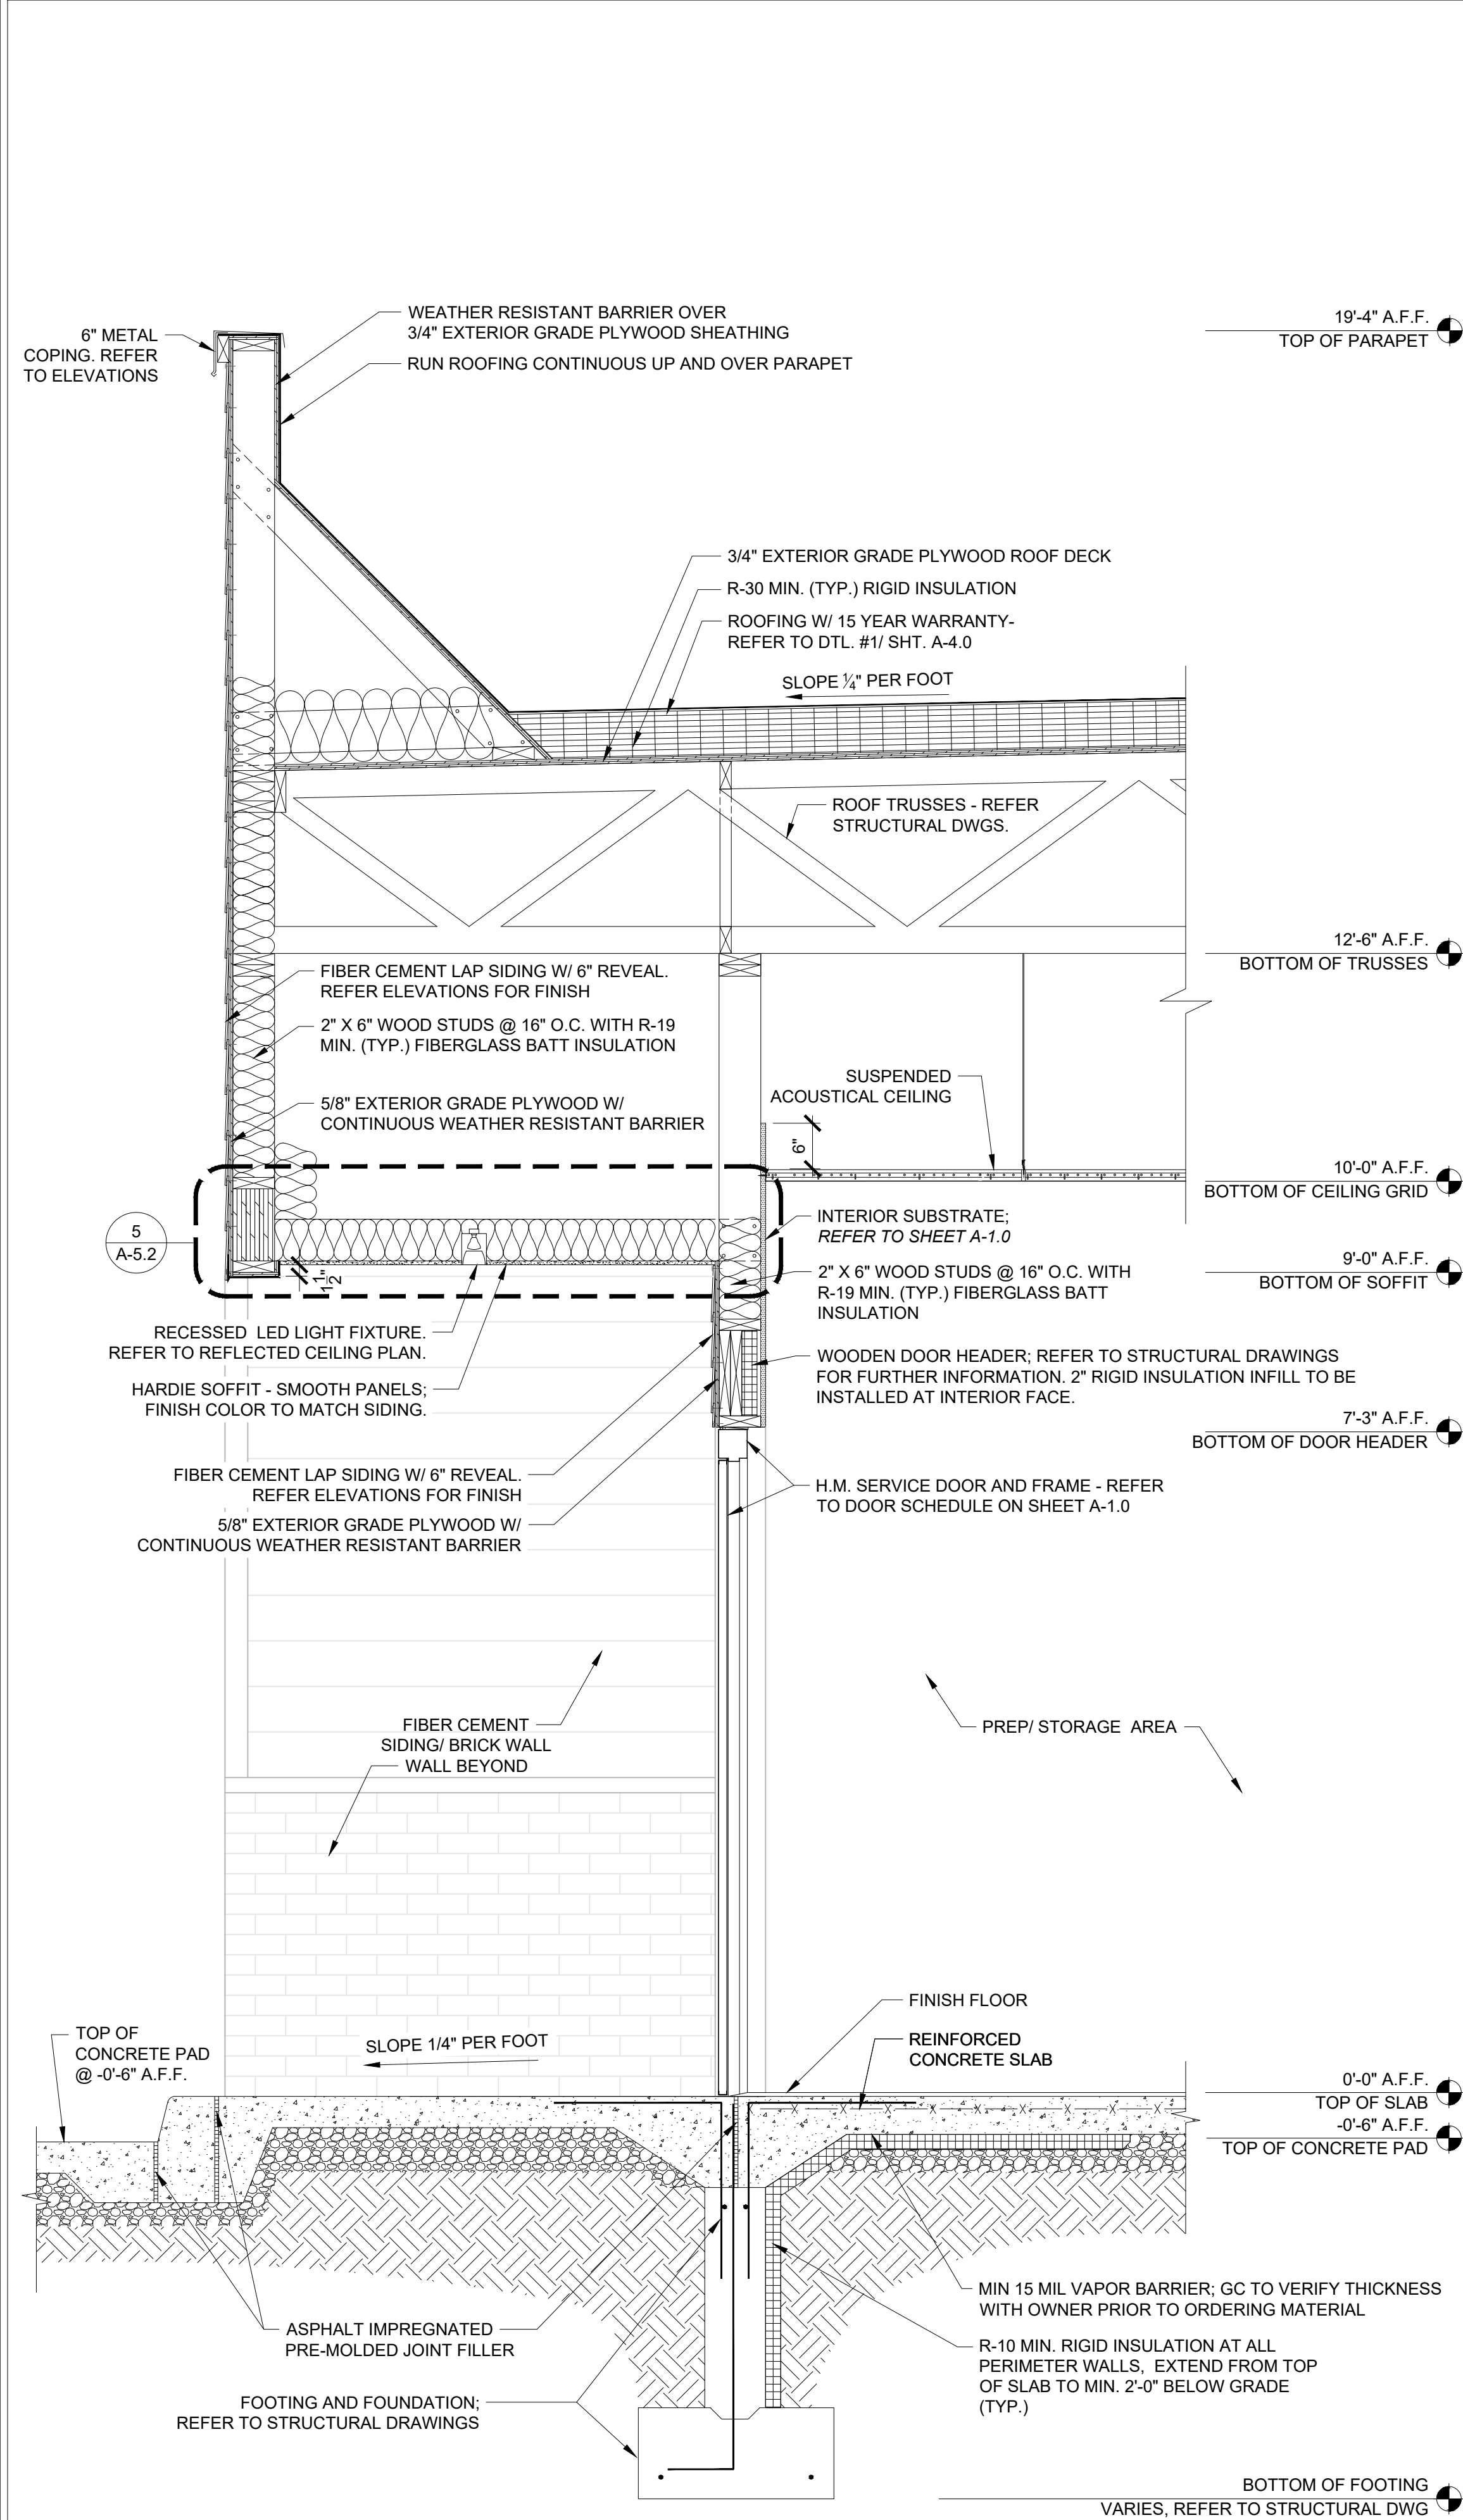 WEATHER RESISTANT BARRIER OVER
3/4" EXTERIOR GRADE PLYWOOD SHEATHING
6" METAL
COPING. REFER
TO ELEVATIONS
RUN ROOFING CONTINUOUS UP AND OVER PARAPET
19'-4" A.F.F.
TOP OF PARAPET
3/4" EXTERIOR GRADE PLYWOOD ROOF DECK
R-30 MIN. (TYP.) RIGID INSULATION
ROOFING W/ 15 YEAR WARRANTY-
REFER TO DTL. #1/ SHT. A-4.0
SLOPE 1/4" PER FOOT
ROOF TRUSSES - REFER
STRUCTURAL DWGS.
12'-6" A.F.F.
BOTTOM OF TRUSSES
FIBER CEMENT LAP SIDING W/ 6" REVEAL.
REFER ELEVATIONS FOR FINISH
2" X 6" WOOD STUDS @ 16" O.C. WITH R-19
MIN. (TYP.) FIBERGLASS BATT INSULATION
5/8" EXTERIOR GRADE PLYWOOD W/
CONTINUOUS WEATHER RESISTANT BARRIER
SUSPENDED
ACOUSTICAL CEILING
6"
10'-0" A.F.F.
BOTTOM OF CEILING GRID
5
A-5.2
1/2"
INTERIOR SUBSTRATE;
REFER TO SHEET A-1.0
9'-0" A.F.F.
BOTTOM OF SOFFIT
2" X 6" WOOD STUDS @ 16" O.C. WITH
R-19 MIN. (TYP.) FIBERGLASS BATT
INSULATION
RECESSED LED LIGHT FIXTURE.
REFER TO REFLECTED CEILING PLAN.
HARDIE SOFFIT - SMOOTH PANELS;
FINISH COLOR TO MATCH SIDING.
WOODEN DOOR HEADER; REFER TO STRUCTURAL DRAWINGS
FOR FURTHER INFORMATION. 2" RIGID INSULATION INFILL TO BE
INSTALLED AT INTERIOR FACE.
7'-3" A.F.F.
BOTTOM OF DOOR HEADER
FIBER CEMENT LAP SIDING W/ 6" REVEAL.
REFER ELEVATIONS FOR FINISH
5/8" EXTERIOR GRADE PLYWOOD W/
CONTINUOUS WEATHER RESISTANT BARRIER
H.M. SERVICE DOOR AND FRAME - REFER
TO DOOR SCHEDULE ON SHEET A-1.0
FIBER CEMENT
SIDING/ BRICK WALL
WALL BEYOND
PREP/ STORAGE AREA
FINISH FLOOR
REINFORCED
CONCRETE SLAB
TOP OF
CONCRETE PAD
@ -0'-6" A.F.F.
SLOPE 1/4" PER FOOT
0'-0" A.F.F.
TOP OF SLAB
-0'-6" A.F.F.
TOP OF CONCRETE PAD
MIN 15 MIL VAPOR BARRIER; GC TO VERIFY THICKNESS
WITH OWNER PRIOR TO ORDERING MATERIAL
ASPHALT IMPREGNATED
PRE-MOLDED JOINT FILLER
R-10 MIN. RIGID INSULATION AT ALL
PERIMETER WALLS, EXTEND FROM TOP
OF SLAB TO MIN. 2'-0" BELOW GRADE
(TYP.)
FOOTING AND FOUNDATION;
REFER TO STRUCTURAL DRAWINGS
BOTTOM OF FOOTING
VARIES, REFER TO STRUCTURAL DWG